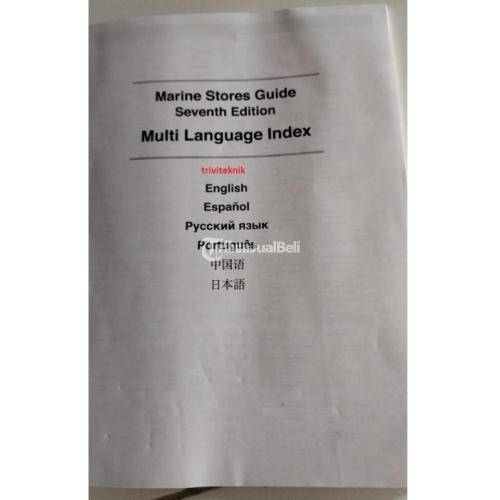 Marine Stores Guide
Seventh Edition
Multi Language Index
triviteknik
English
Español
Русский язык
Português
JualBeli
中国语
日本語